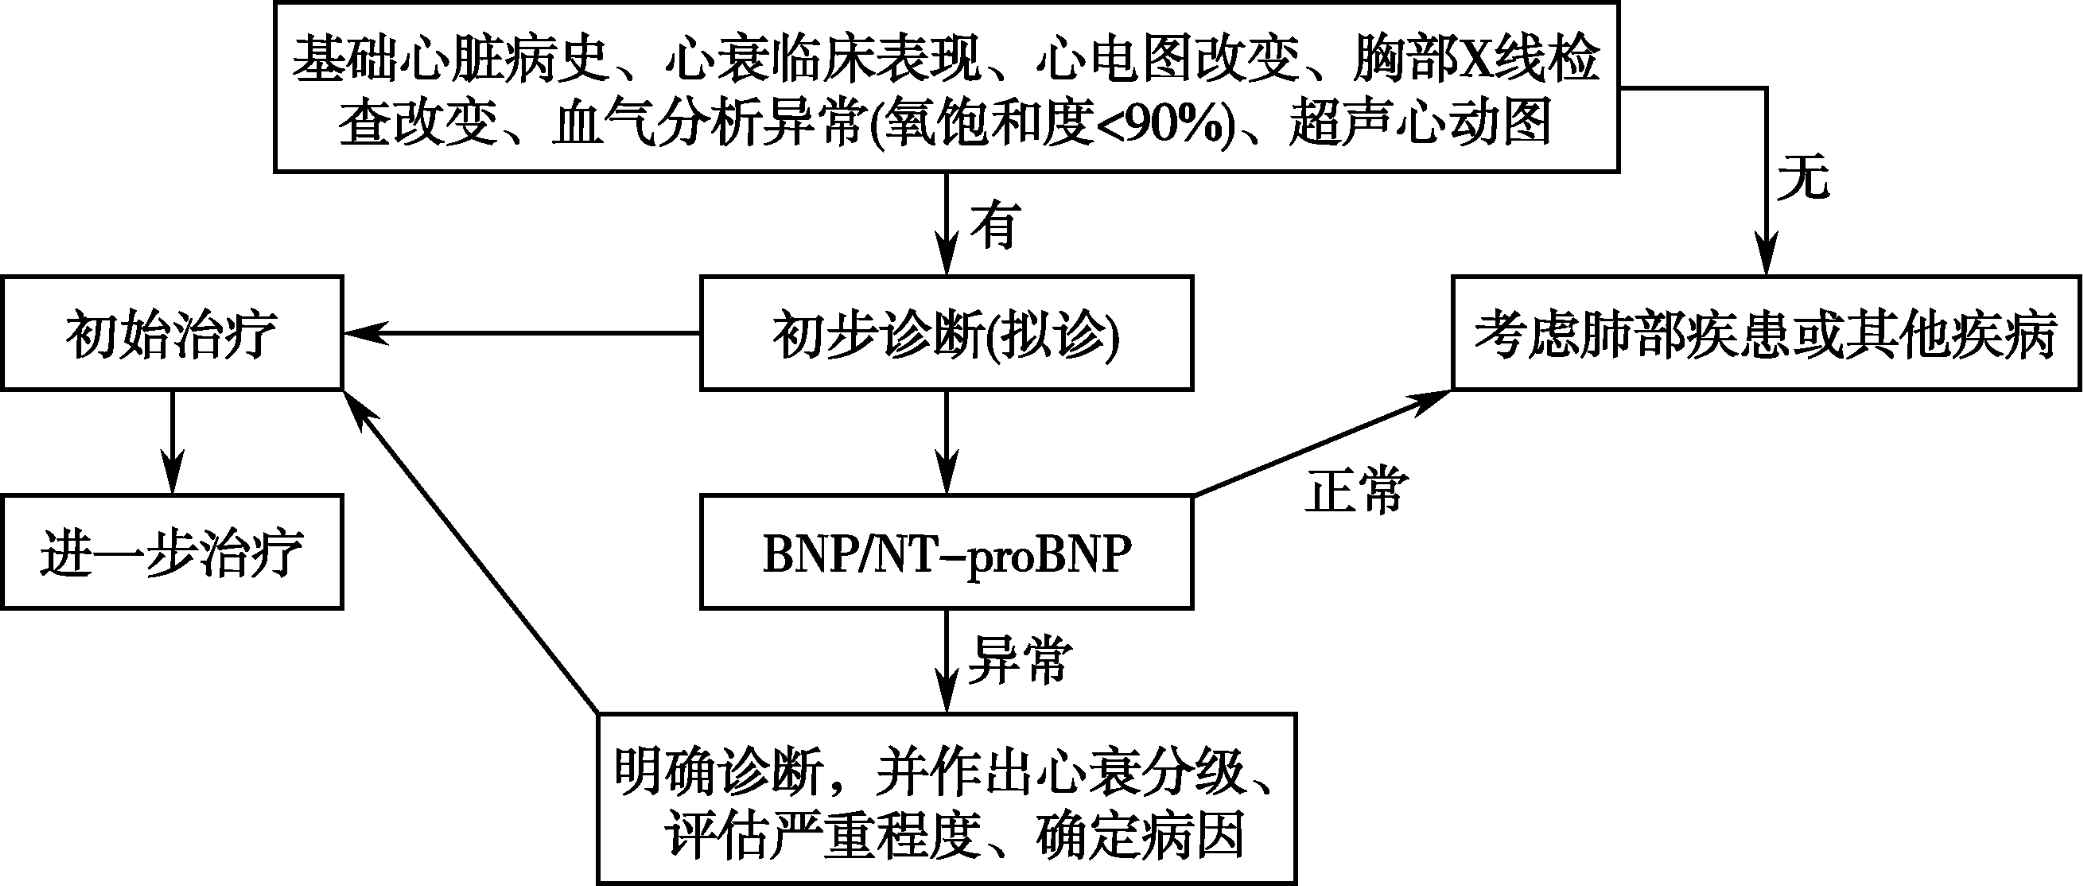 基础心脏病史、心衰临床表现、心电图改变、胸部X线检
查改变、血气分析异常(氧饱和度<90%)、超声心动图
无
有
初始治疗
初步诊断(拟诊)
考虑肺部疾患或其他疾病
正常
进一步治疗
BNP/NT-proBNP
异常
明确诊断，并作出心衰分级、
评估严重程度、确定病因